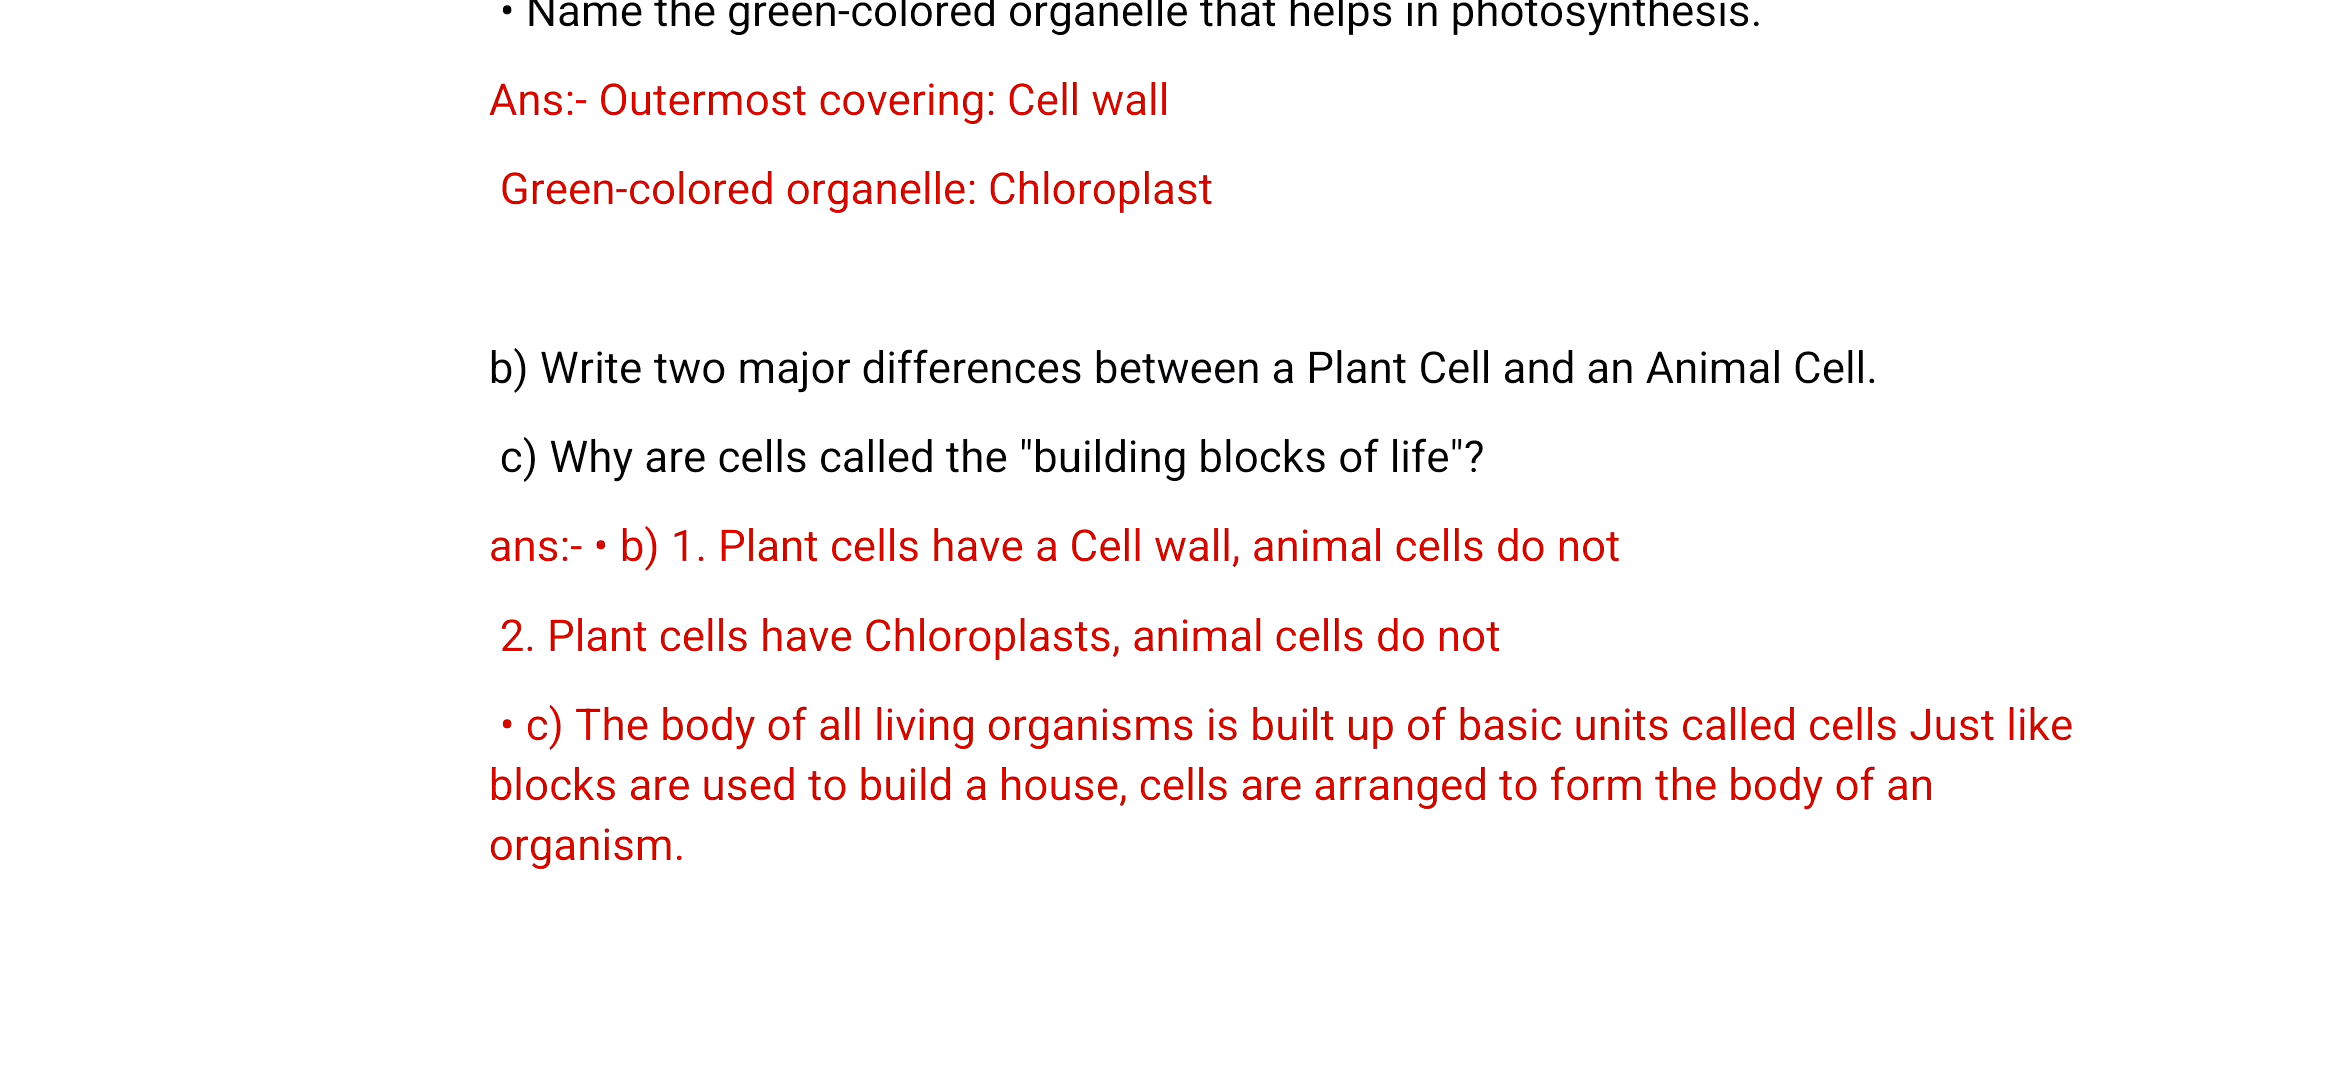 • Name the green-colored organelle that helps in photosynthesis.
Ans:- Outermost covering: Cell wall
Green-colored organelle: Chloroplast
b) Write two major differences between a Plant Cell and an Animal Cell.
c) Why are cells called the "building blocks of life"?
ans:- • b) 1. Plant cells have a Cell wall, animal cells do not
2. Plant cells have Chloroplasts, animal cells do not
• c) The body of all living organisms is built up of basic units called cells Just like
blocks are used to build a house, cells are arranged to form the body of an
organism.